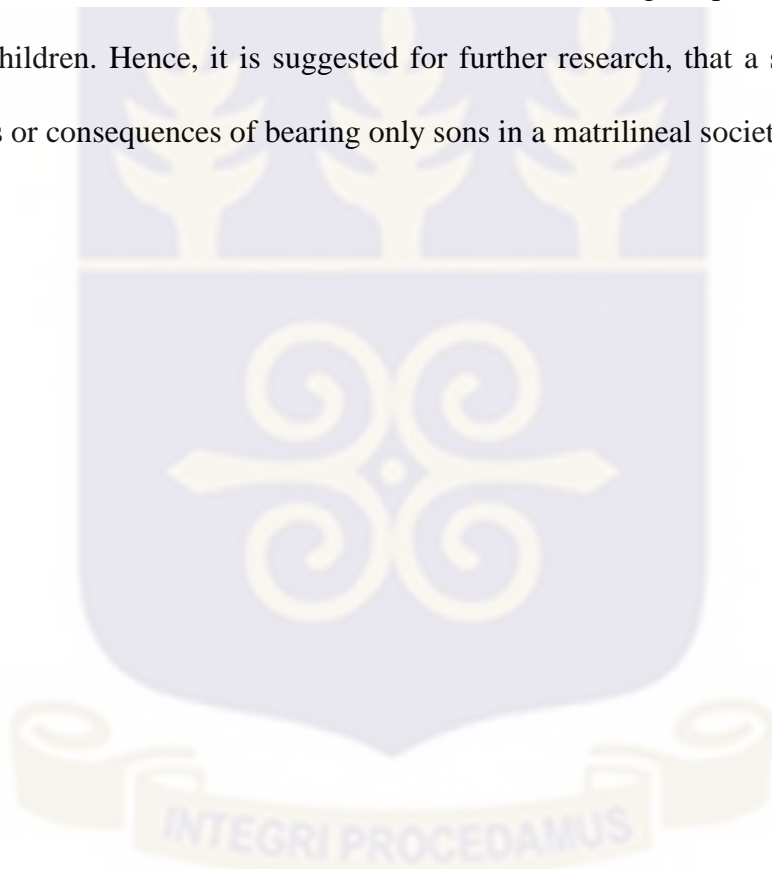 children. Hence, it is suggested for further research, that a
or consequences of bearing only sons in a matrilineal
INTEGRI PROCEDAMUS